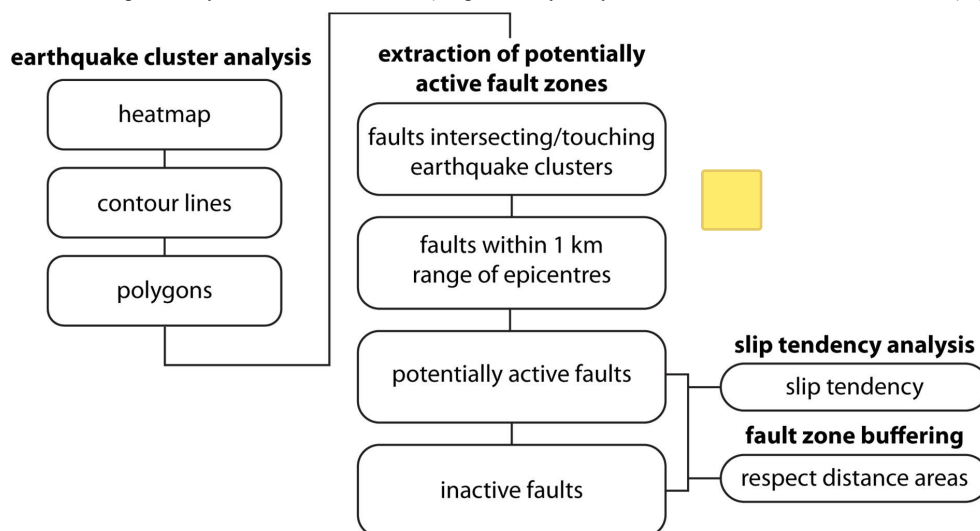 earthquake cluster analysis
heatmap
contour lines
polygons
extraction of potentially
active fault zones
faults intersecting/touching
earthquake clusters
faults within 1 km
range of epicentres
potentially active faults
inactive faults
slip tendency analysis
slip tendency
fault zone buffering
respect distance areas